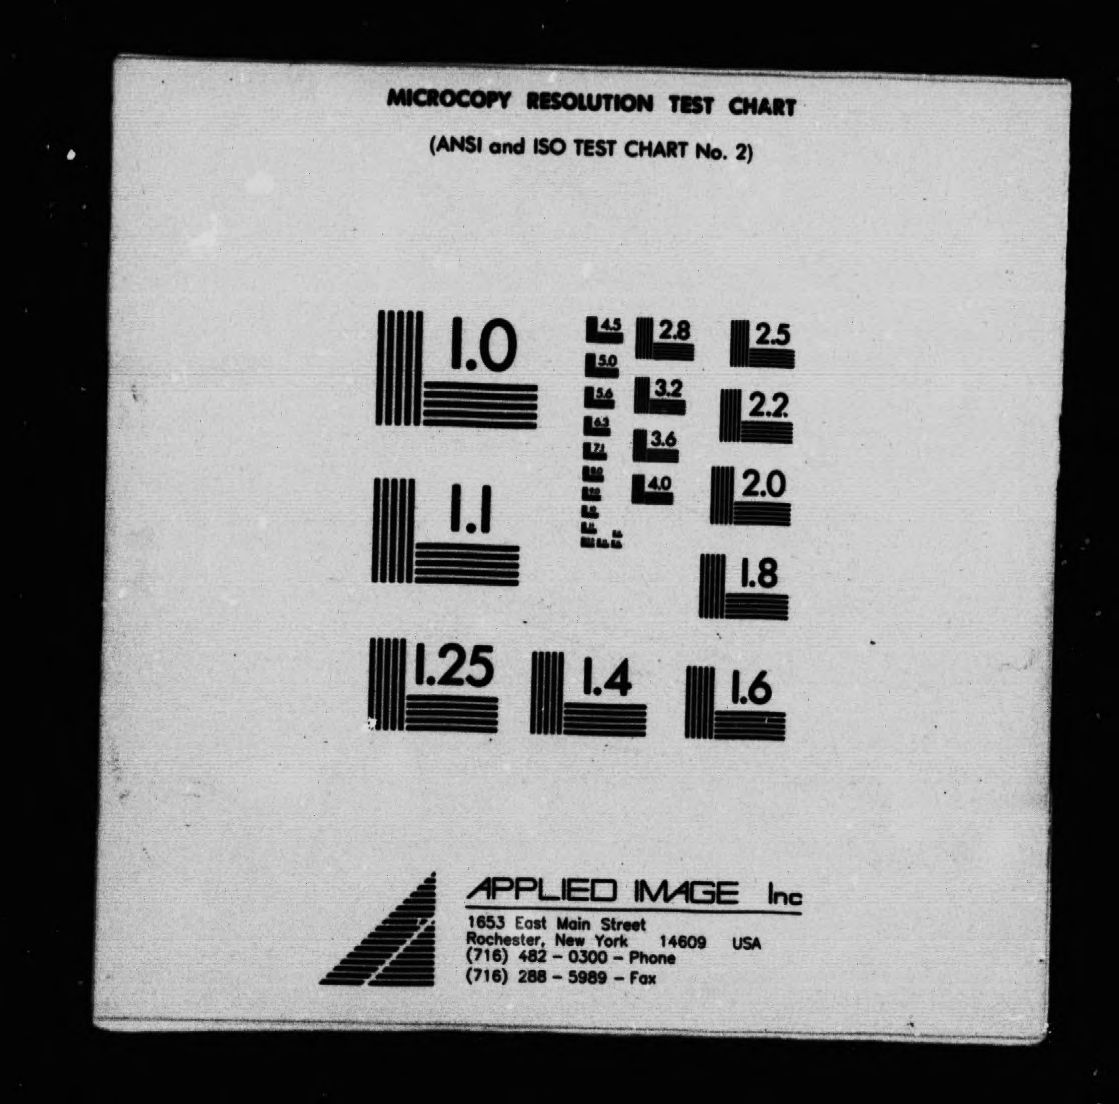 MICROCOPY RESOLUTION TEST CHART
(ANSI and ISO TEST CHART No. 2)
1.0
1.1
1.25
1.4
1.6
1.8
2.0
2.2
2.5
2.8
3.2
3.6
4.0
4.5
5.0
5.6
6.3
7.1
APPLIED IMAGE Inc
1653 East Main Street
Rochester, New York 14609 USA
(716) 482 - 0300 - Phone
(716) 288 - 5989 - Fax